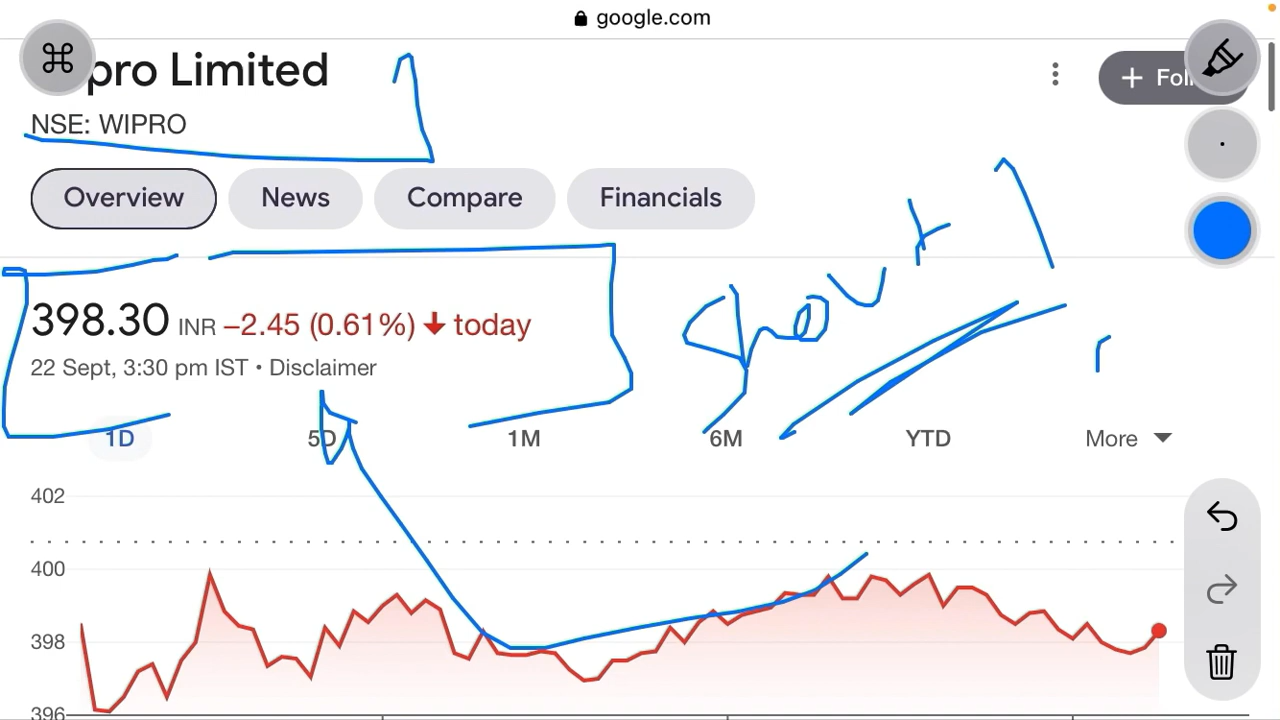 google.com
pro Limited
NSE: WIPRO
Overview News Compare Financials
398.30 INR −2.45 (0.61%) today
22 Sept, 3:30 pm IST • Disclaimer
1D 5D 1M 6M YTD More
402
400
398
396